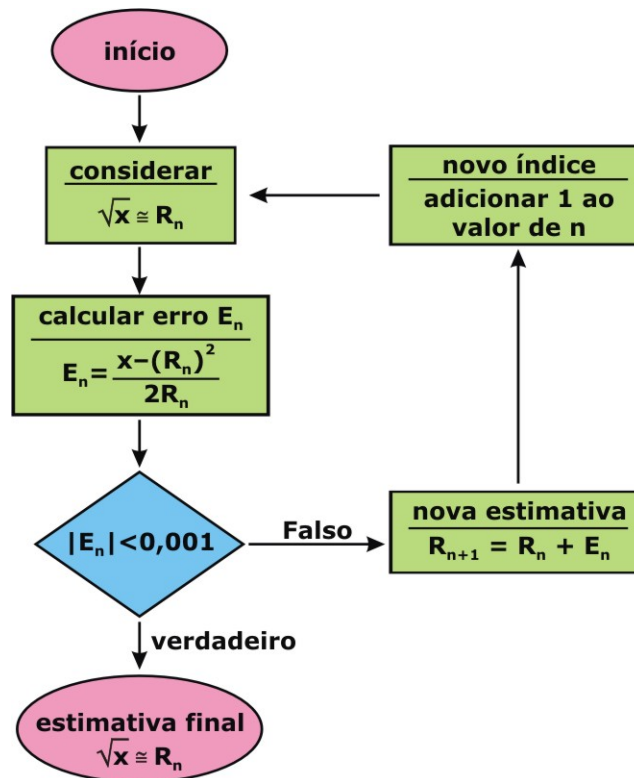 início
considerar
√x ≅ Rₙ
calcular erro Eₙ
Eₙ = x–(Rₙ)² / 2Rₙ
|Eₙ|<0,001
Falso
nova estimativa
Rₙ₊₁ = Rₙ + Eₙ
novo índice
adicionar 1 ao
valor de n
verdadeiro
estimativa final
√x ≅ Rₙ